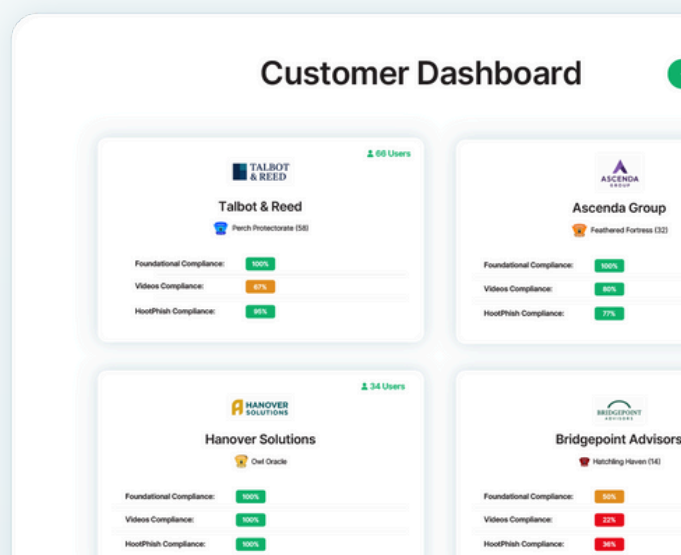 Customer Dashboard
66 Users
TALBOT
& REED
Talbot & Reed
Perch Protectorate (58)
Foundational Compliance: 100%
Videos Compliance: 67%
HootPhish Compliance: 95%
ASCENDA
GROUP
Ascenda Group
Feathered Fortress (32)
Foundational Compliance: 100%
Videos Compliance: 80%
HootPhish Compliance: 77%
34 Users
HANOVER
SOLUTIONS
Hanover Solutions
Owl Oracle
Foundational Compliance: 100%
Videos Compliance: 100%
HootPhish Compliance: 100%
BRIDGEPOINT
ADVISORS
Bridgepoint Advisors
Hatchling Haven (14)
Foundational Compliance: 50%
Videos Compliance: 22%
HootPhish Compliance: 36%